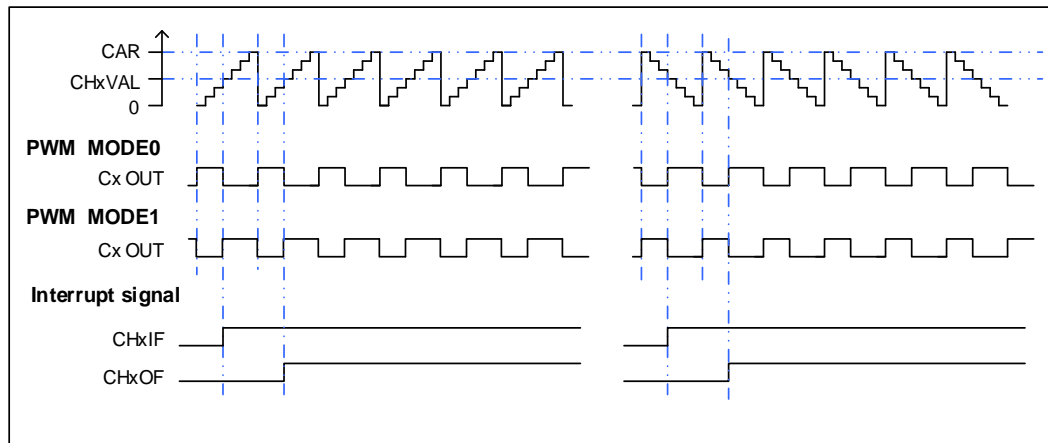 CAR
CHxVAL
0
PWM MODE0
Cx OUT
PWM MODE1
Cx OUT
Interrupt signal
CHxIF
CHxOF